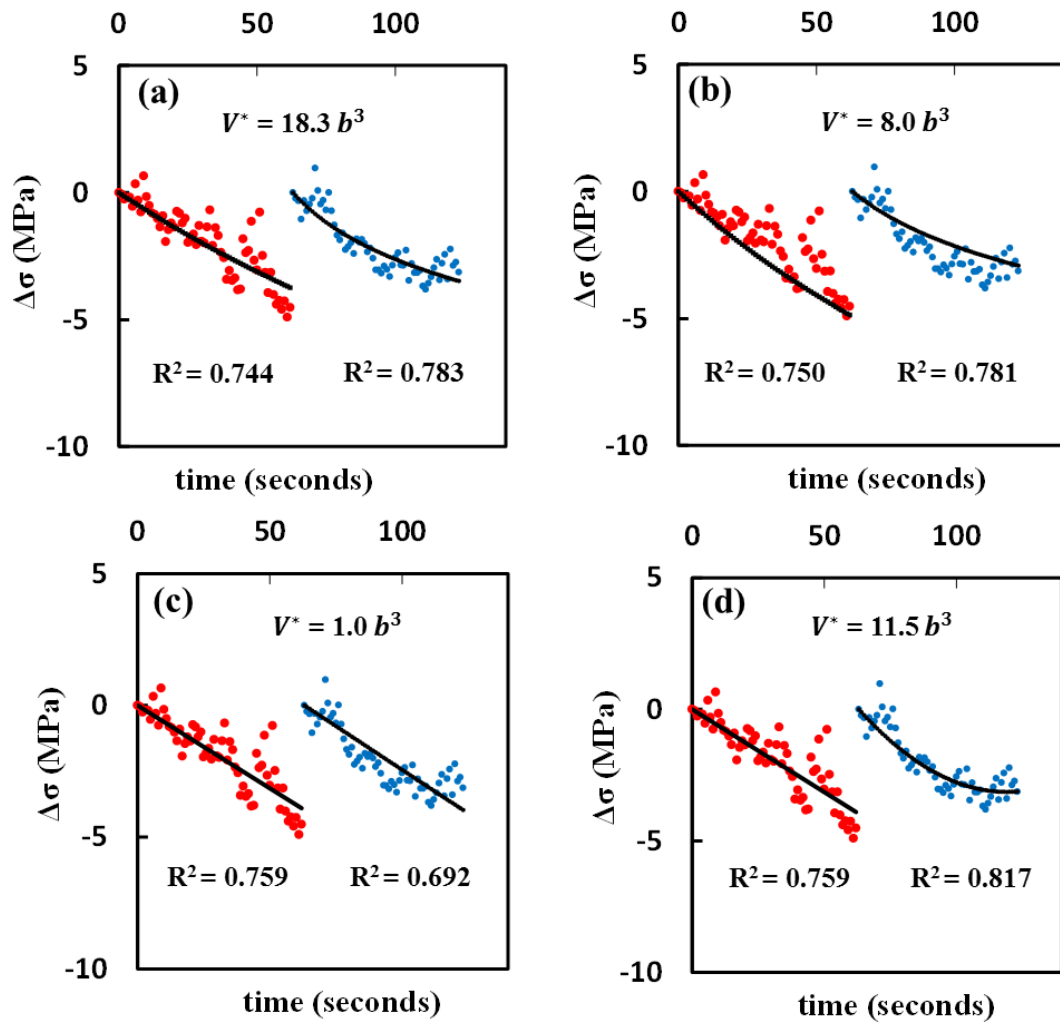 0 50 100
5
(a)
V* = 18.3 b³
0
Δσ (MPa)
-5
R² = 0.744 R² = 0.783
-10
time (seconds)
0 50 100
5
(b)
V* = 8.0 b³
0
Δσ (MPa)
-5
R² = 0.750 R² = 0.781
-10
time (seconds)
0 50 100
5
(c)
V* = 1.0 b³
0
Δσ (MPa)
-5
R² = 0.759 R² = 0.692
-10
time (seconds)
0 50 100
5
(d)
V* = 11.5 b³
0
Δσ (MPa)
-5
R² = 0.759 R² = 0.817
-10
time (seconds)